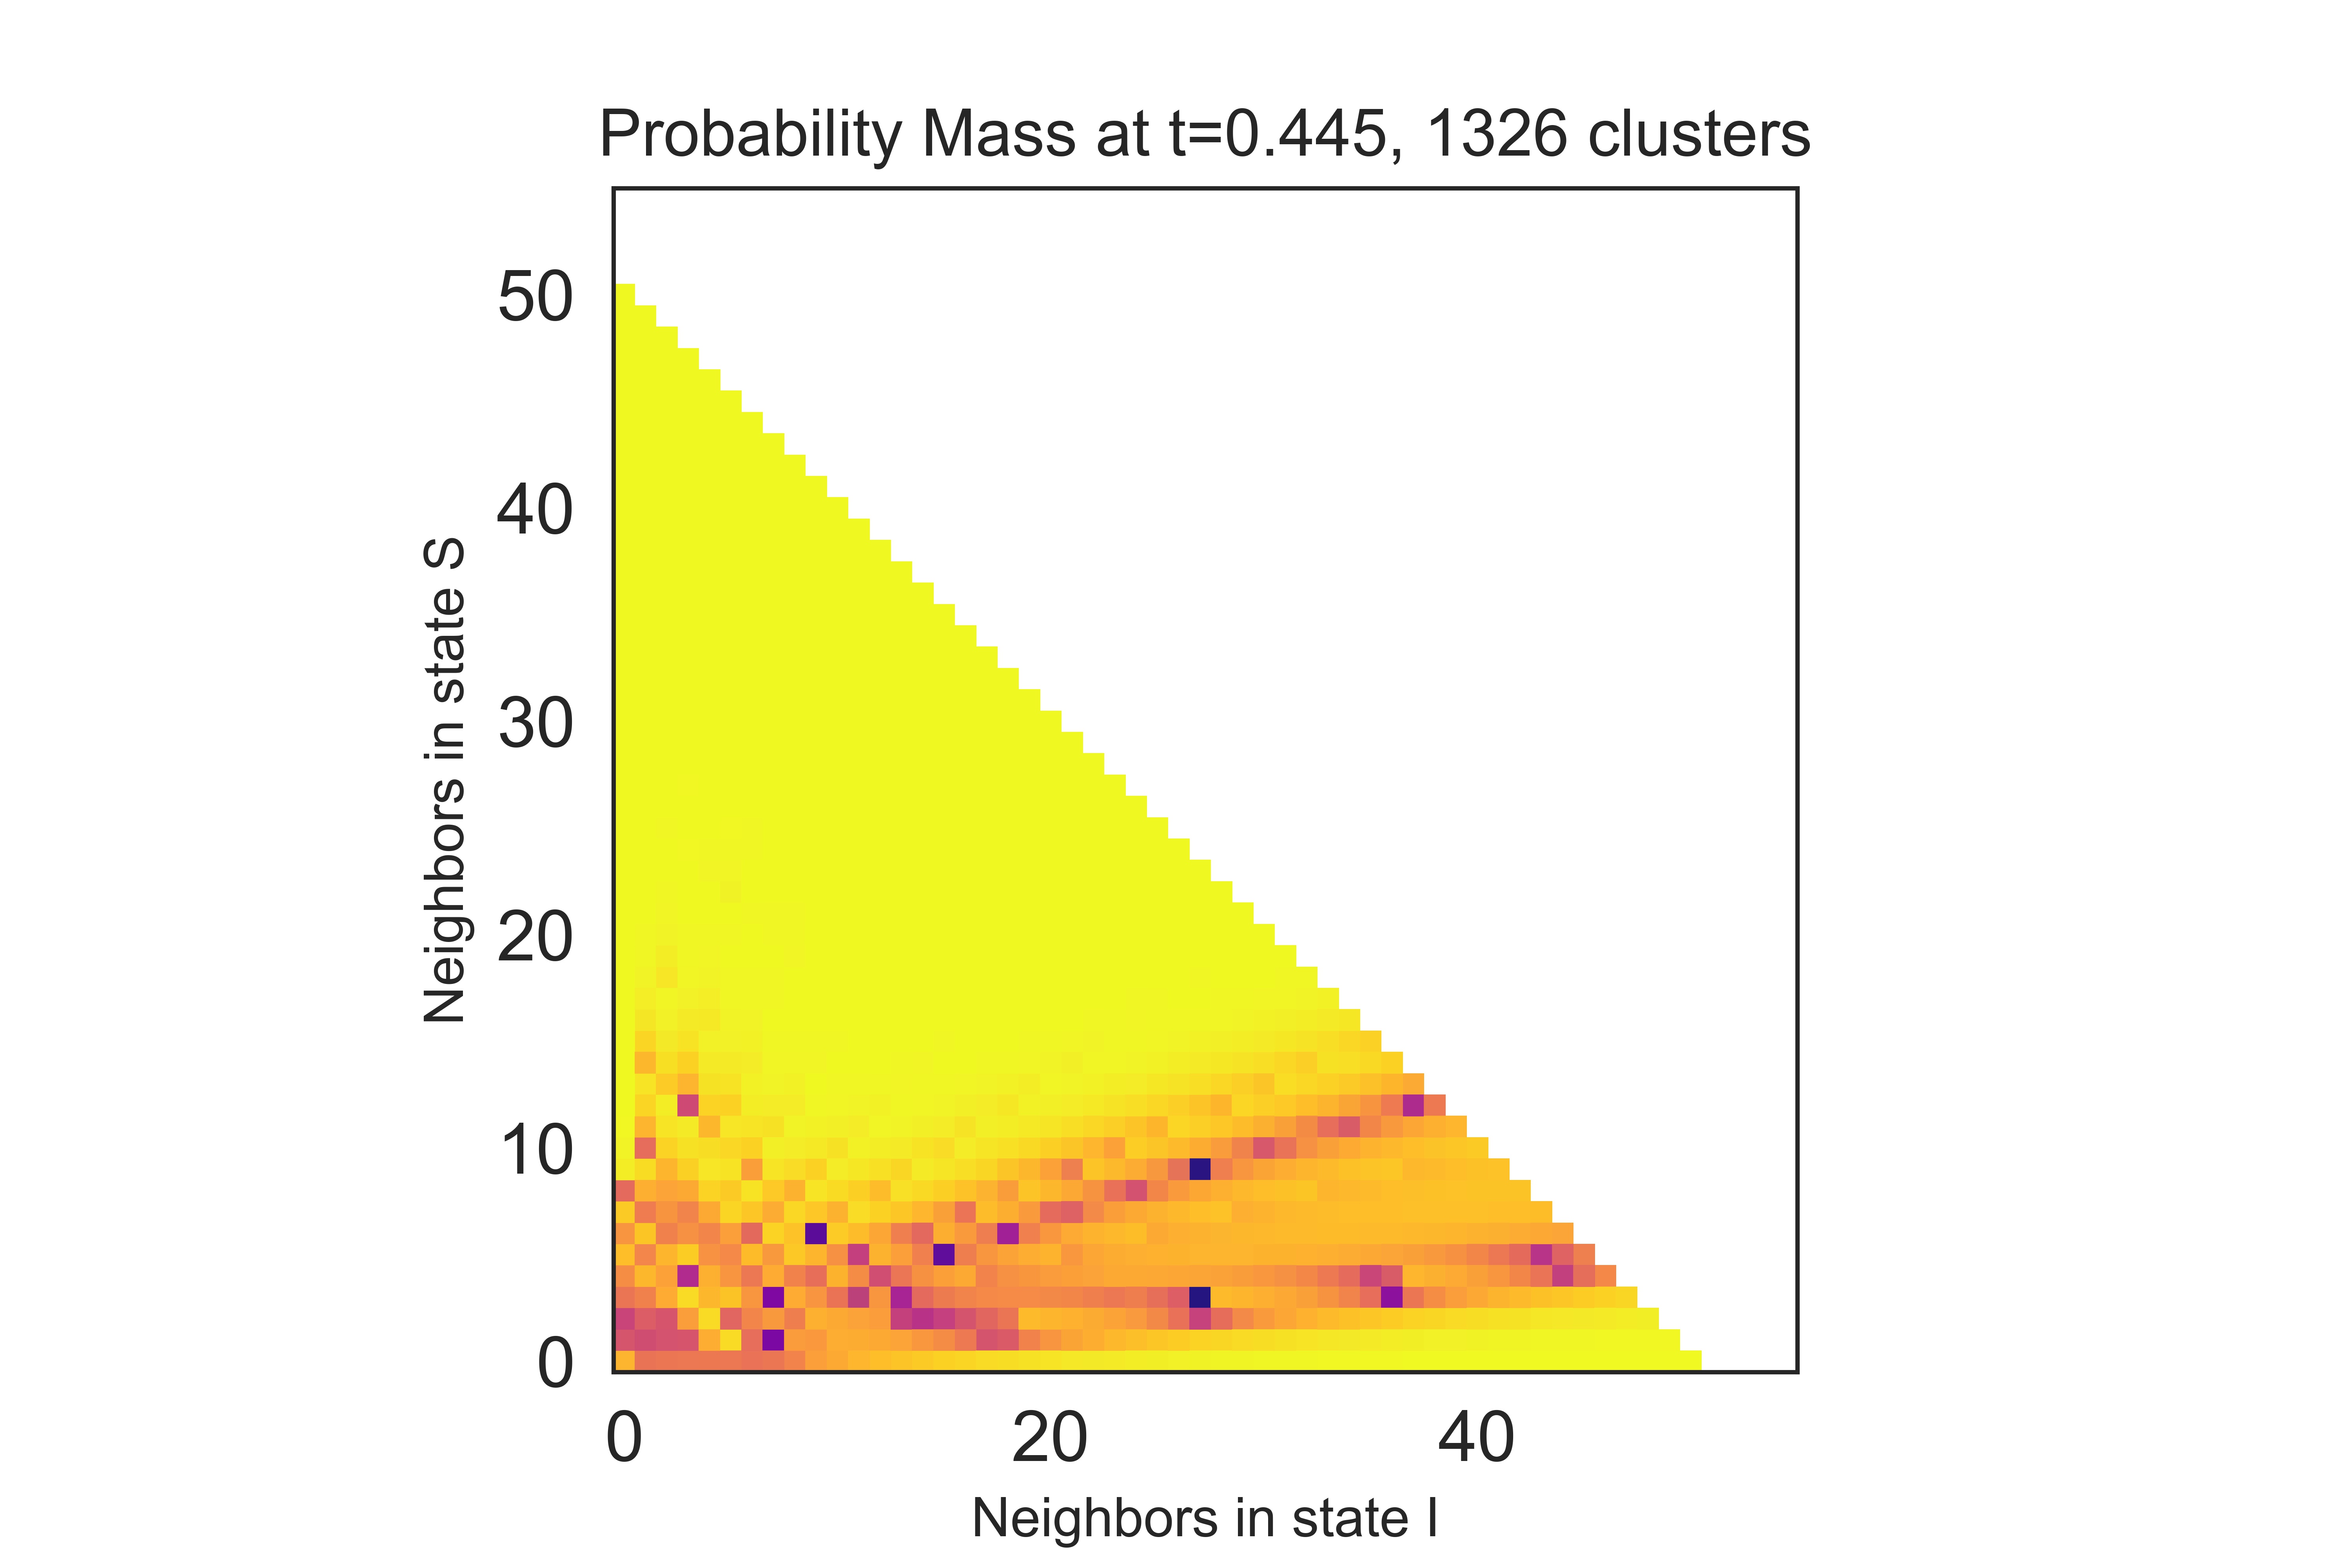 Probability Mass at t=0.445, 1326 clusters
50
40
30
20
10
0
Neighbors in state S
0 20 40
Neighbors in state I